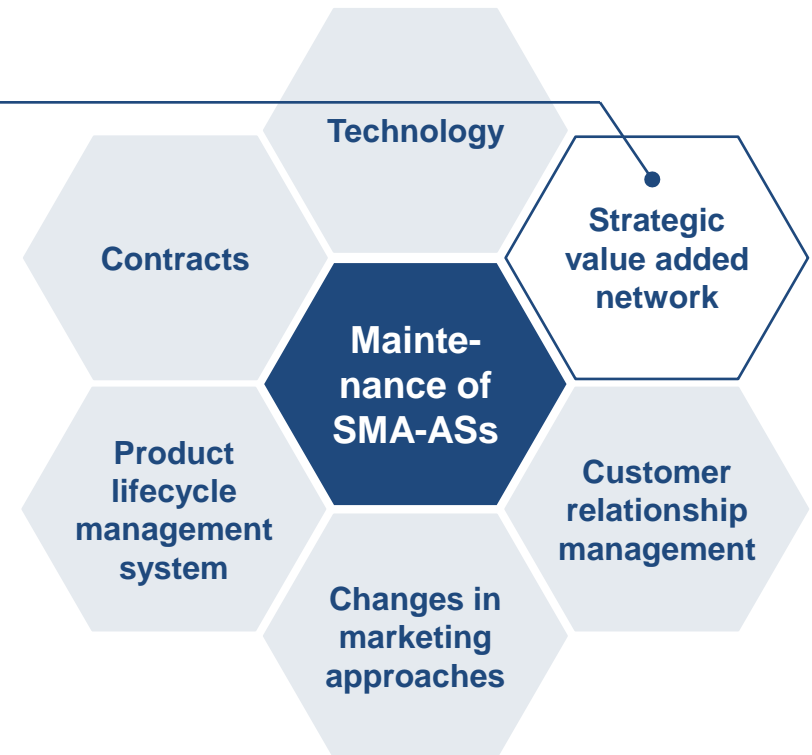 Technology
Strategic
value added
network
Contracts
Mainte-
nance of
SMA-ASs
Product
lifecycle
management
system
Customer
relationship
management
Changes in
marketing
approaches